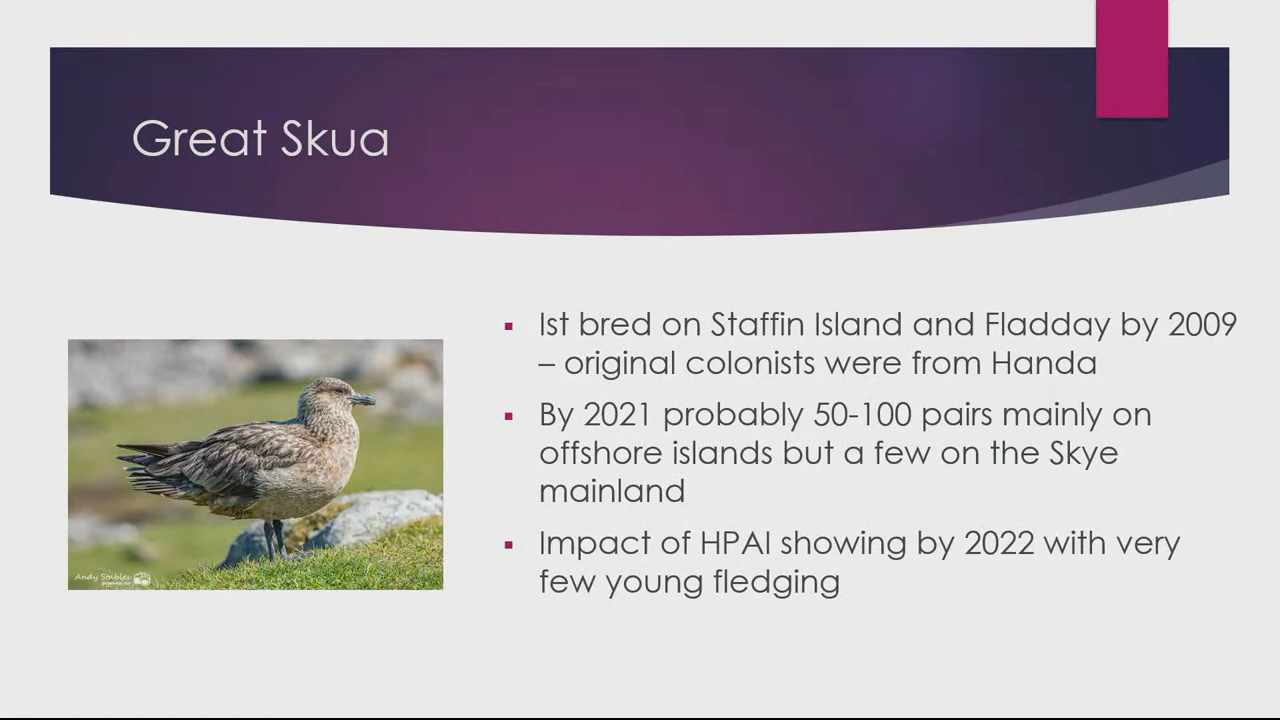 Great Skua
▪ Ist bred on Staffin Island and Fladday by 2009
– original colonists were from Handa
▪ By 2021 probably 50-100 pairs mainly on
offshore islands but a few on the Skye
mainland
▪ Impact of HPAI showing by 2022 with very
few young fledging
Andy Stables